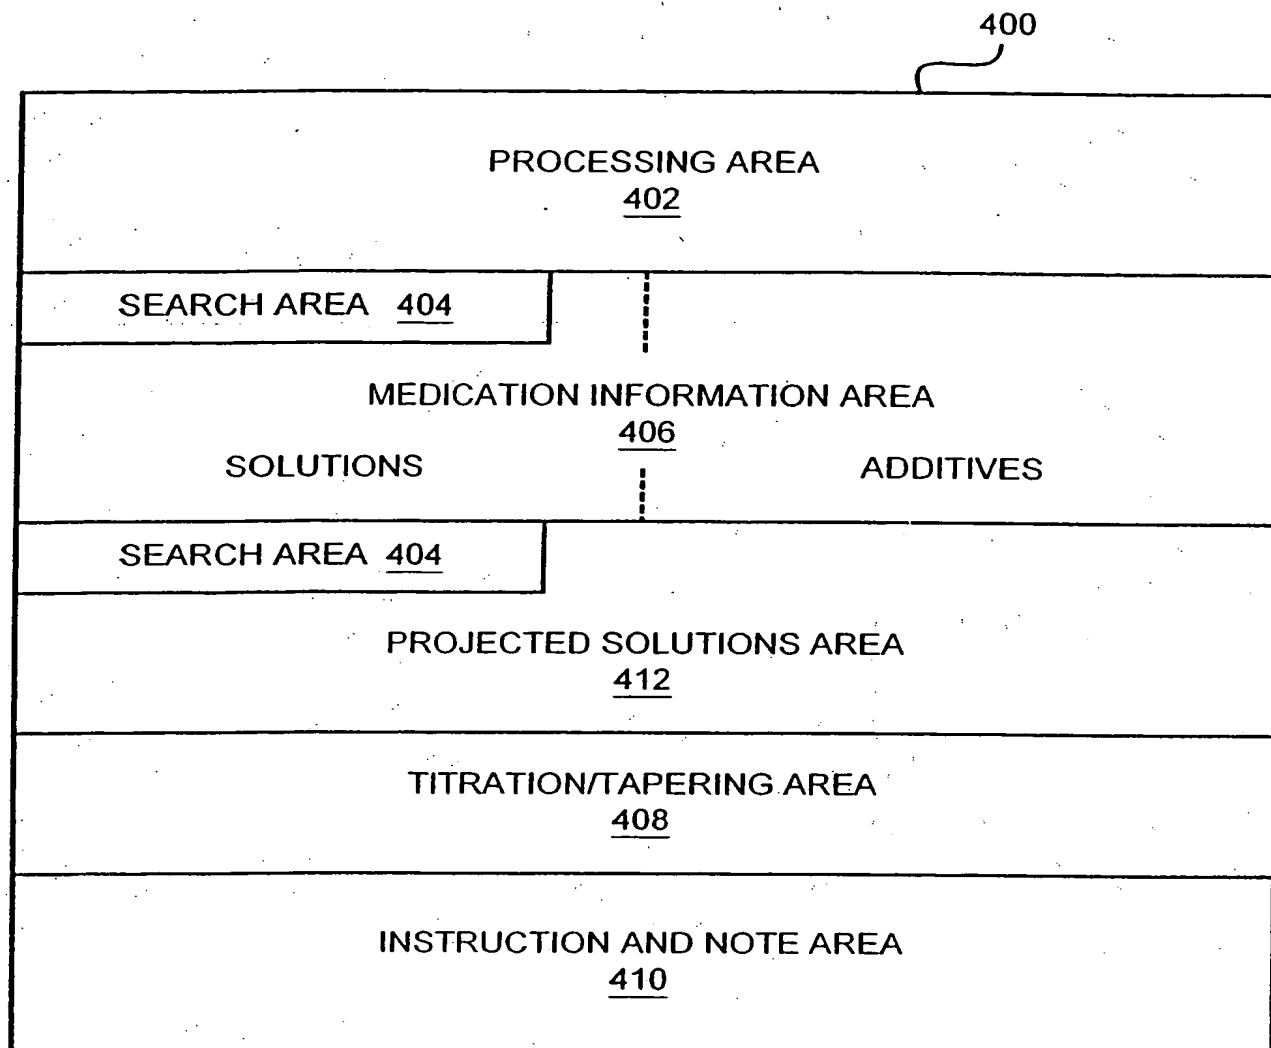 400
PROCESSING AREA
402
SEARCH AREA 404
MEDICATION INFORMATION AREA
406
SOLUTIONS ADDITIVES
SEARCH AREA 404
PROJECTED SOLUTIONS AREA
412
TITRATION/TAPERING AREA
408
INSTRUCTION AND NOTE AREA
410